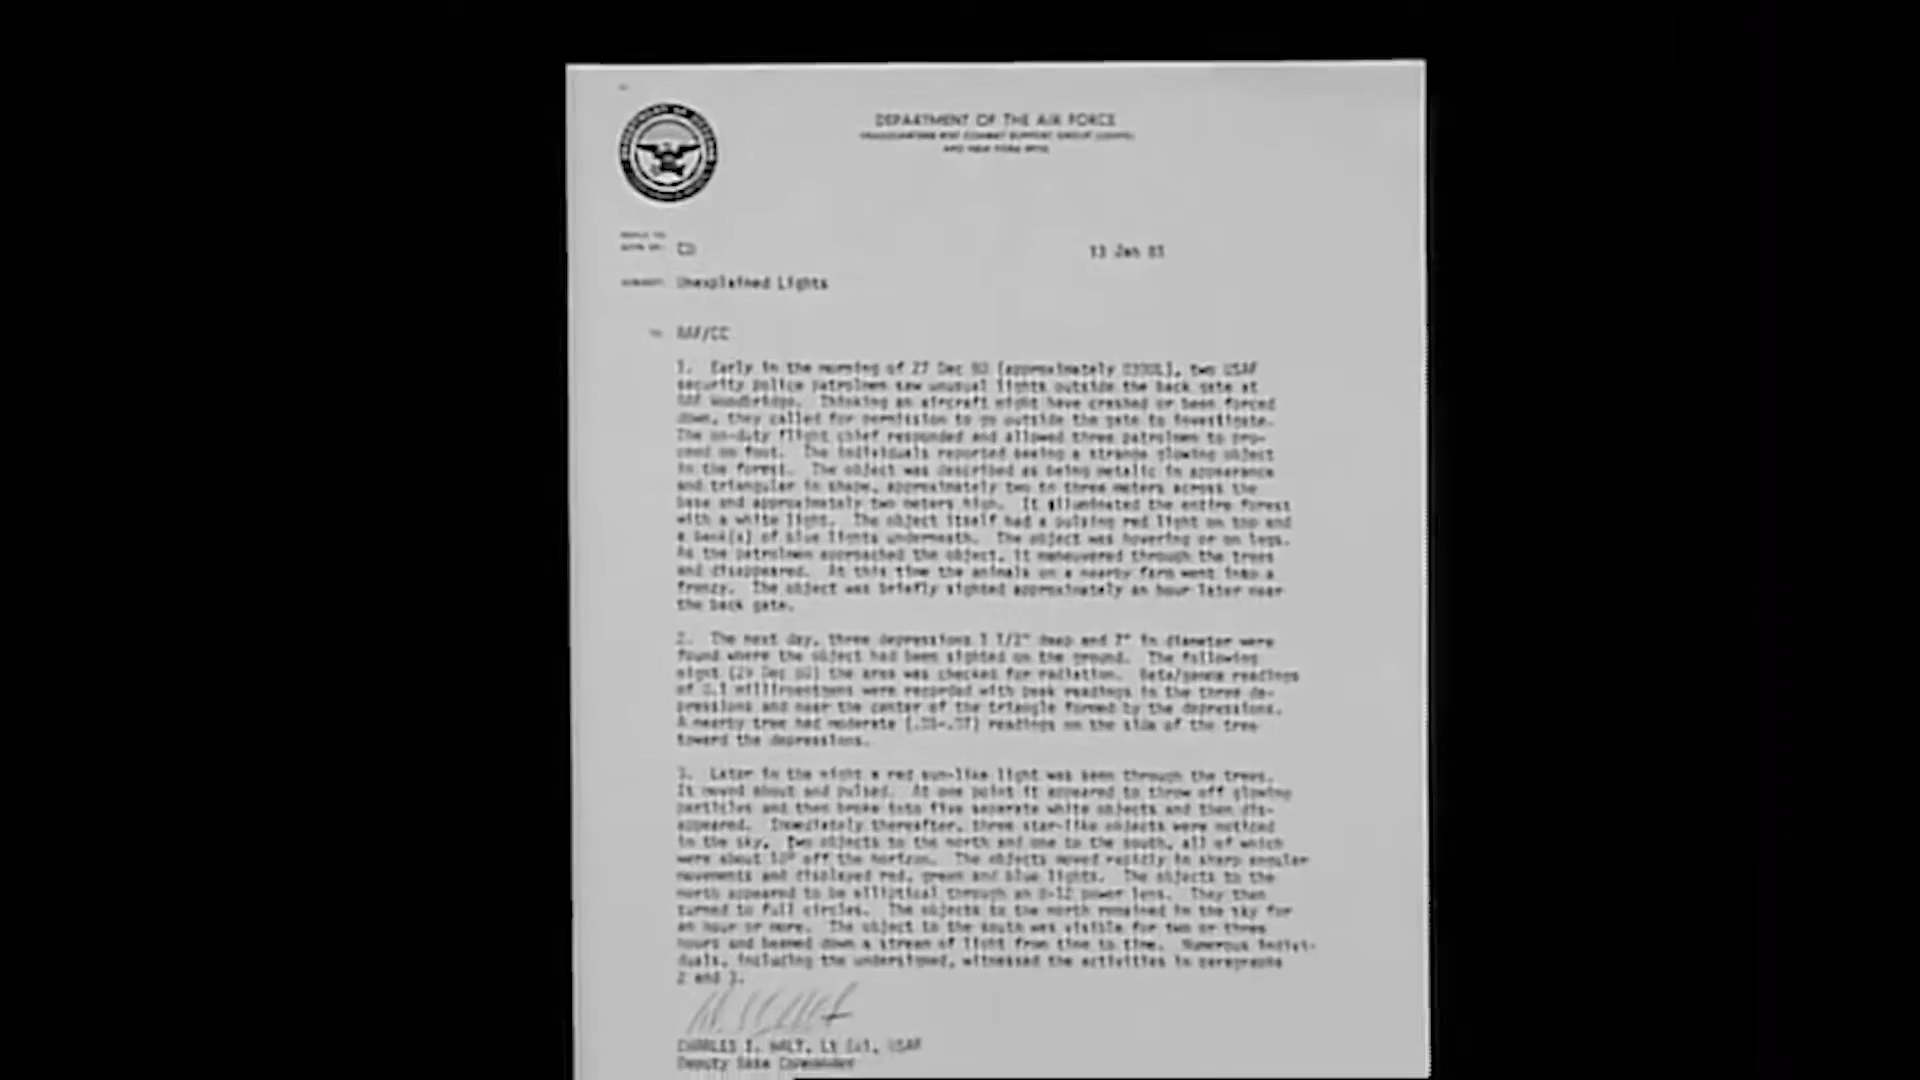 DEPARTMENT OF THE AIR FORCE
HEADQUARTERS 81ST COMBAT SUPPORT GROUP (USAFE)
APO NEW YORK
REPLY TO
ATTN OF: CD
13 Jan 81
SUBJECT: Unexplained Lights
TO: RAF/CC
1. Early in the morning of 27 Dec 80 (approximately 0300L), two USAF
security police patrolmen saw unusual lights outside the back gate at
RAF Woodbridge. Thinking an aircraft might have crashed or been forced
down, they called for permission to go outside the gate to investigate.
The on-duty flight chief responded and allowed three patrolmen to pro-
ceed on foot. The individuals reported seeing a strange glowing object
in the forest. The object was described as being metalic in appearance
and triangular in shape, approximately two to three meters across the
base and approximately two meters high. It illuminated the entire forest
with a white light. The object itself had a pulsing red light on top and
a bank(s) of blue lights underneath. The object was hovering or on legs.
As the patrolmen approached the object, it maneuvered through the trees
and disappeared. At this time the animals on a nearby farm went into a
frenzy. The object was briefly sighted approximately an hour later near
the back gate.
2. The next day, three depressions 1 1/2" deep and 7" in diameter were
found where the object had been sighted on the ground. The following
night (29 Dec 80) the area was checked for radiation. Beta/gamma readings
of 0.1 milliroentgens were recorded with peak readings in the three de-
pressions and near the center of the triangle formed by the depressions.
A nearby tree had moderate (.05-.07) readings on the side of the tree
toward the depressions.
3. Later in the night a red sun-like light was seen through the trees.
It moved about and pulsed. At one point it appeared to throw off glowing
particles and then broke into five separate white objects and then dis-
appeared. Immediately thereafter, three star-like objects were noticed
in the sky, two objects to the north and one to the south, all of which
were about 10° off the horizon. The objects moved rapidly in sharp angular
movements and displayed red, green and blue lights. The objects to the
north appeared to be elliptical through an 8-12 power lens. They then
turned to full circles. The objects to the north remained in the sky for
an hour or more. The object to the south was visible for two or three
hours and beamed down a stream of light from time to time. Numerous indivi-
duals, including the undersigned, witnessed the activities in paragraphs
2 and 3.
CHARLES I. HALT, Lt Col, USAF
Deputy Base Commander